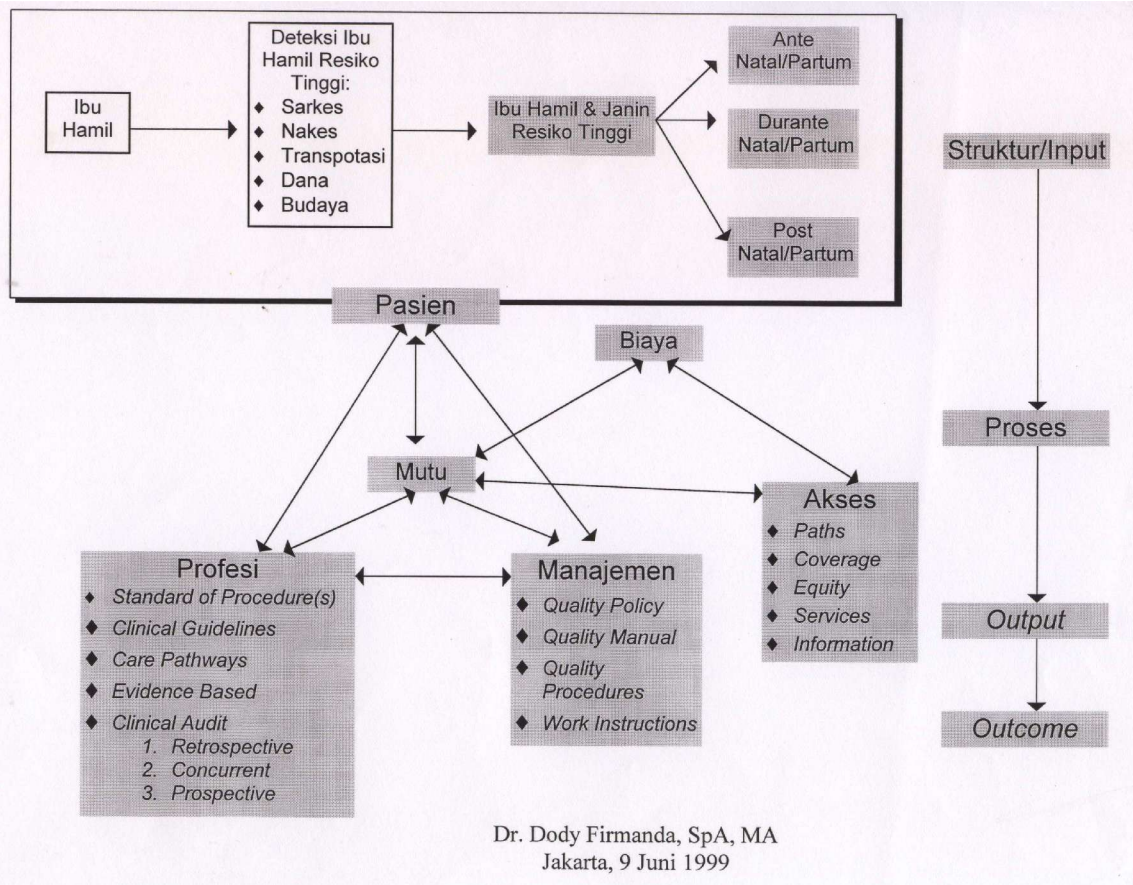 Ibu
Hamil
Deteksi Ibu
Hamil Resiko
Tinggi:
♦ Sarkes
♦ Nakes
♦ Transpotasi
♦ Dana
♦ Budaya
Ibu Hamil & Janin
Resiko Tinggi
Ante
Natal/Partum
Durante
Natal/Partum
Post
Natal/Partum
Struktur/Input
Pasien
Biaya
Proses
Mutu
Akses
♦ Paths
♦ Coverage
♦ Equity
♦ Services
♦ Information
Profesi
♦ Standard of Procedure(s)
♦ Clinical Guidelines
♦ Care Pathways
♦ Evidence Based
♦ Clinical Audit
1. Retrospective
2. Concurrent
3. Prospective
Manajemen
♦ Quality Policy
♦ Quality Manual
♦ Quality
Procedures
♦ Work Instructions
Output
Outcome
Dr. Dody Firmanda, SpA, MA
Jakarta, 9 Juni 1999